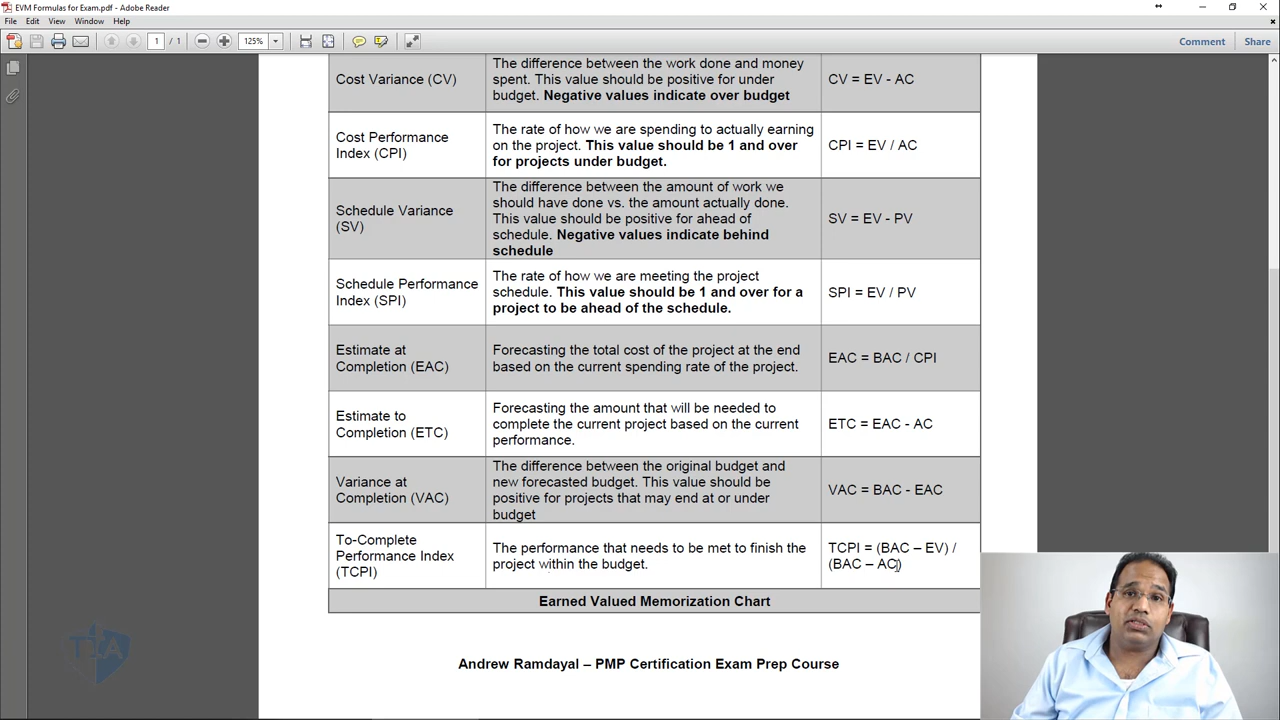 EVM Formulas for Exam.pdf - Adobe Reader
File Edit View Window Help
1 / 1 125% Comment Share
Cost Variance (CV)
The difference between the work done and money
spent. This value should be positive for under
budget. Negative values indicate over budget
CV = EV - AC
Cost Performance
Index (CPI)
The rate of how we are spending to actually earning
on the project. This value should be 1 and over
for projects under budget.
CPI = EV / AC
Schedule Variance
(SV)
The difference between the amount of work we
should have done vs. the amount actually done.
This value should be positive for ahead of
schedule. Negative values indicate behind
schedule
SV = EV - PV
Schedule Performance
Index (SPI)
The rate of how we are meeting the project
schedule. This value should be 1 and over for a
project to be ahead of the schedule.
SPI = EV / PV
Estimate at
Completion (EAC)
Forecasting the total cost of the project at the end
based on the current spending rate of the project.
EAC = BAC / CPI
Estimate to
Completion (ETC)
Forecasting the amount that will be needed to
complete the current project based on the current
performance.
ETC = EAC - AC
Variance at
Completion (VAC)
The difference between the original budget and
new forecasted budget. This value should be
positive for projects that may end at or under
budget
VAC = BAC - EAC
To-Complete
Performance Index
(TCPI)
The performance that needs to be met to finish the
project within the budget.
TCPI = (BAC – EV) /
(BAC – AC)
Earned Valued Memorization Chart
Andrew Ramdayal – PMP Certification Exam Prep Course